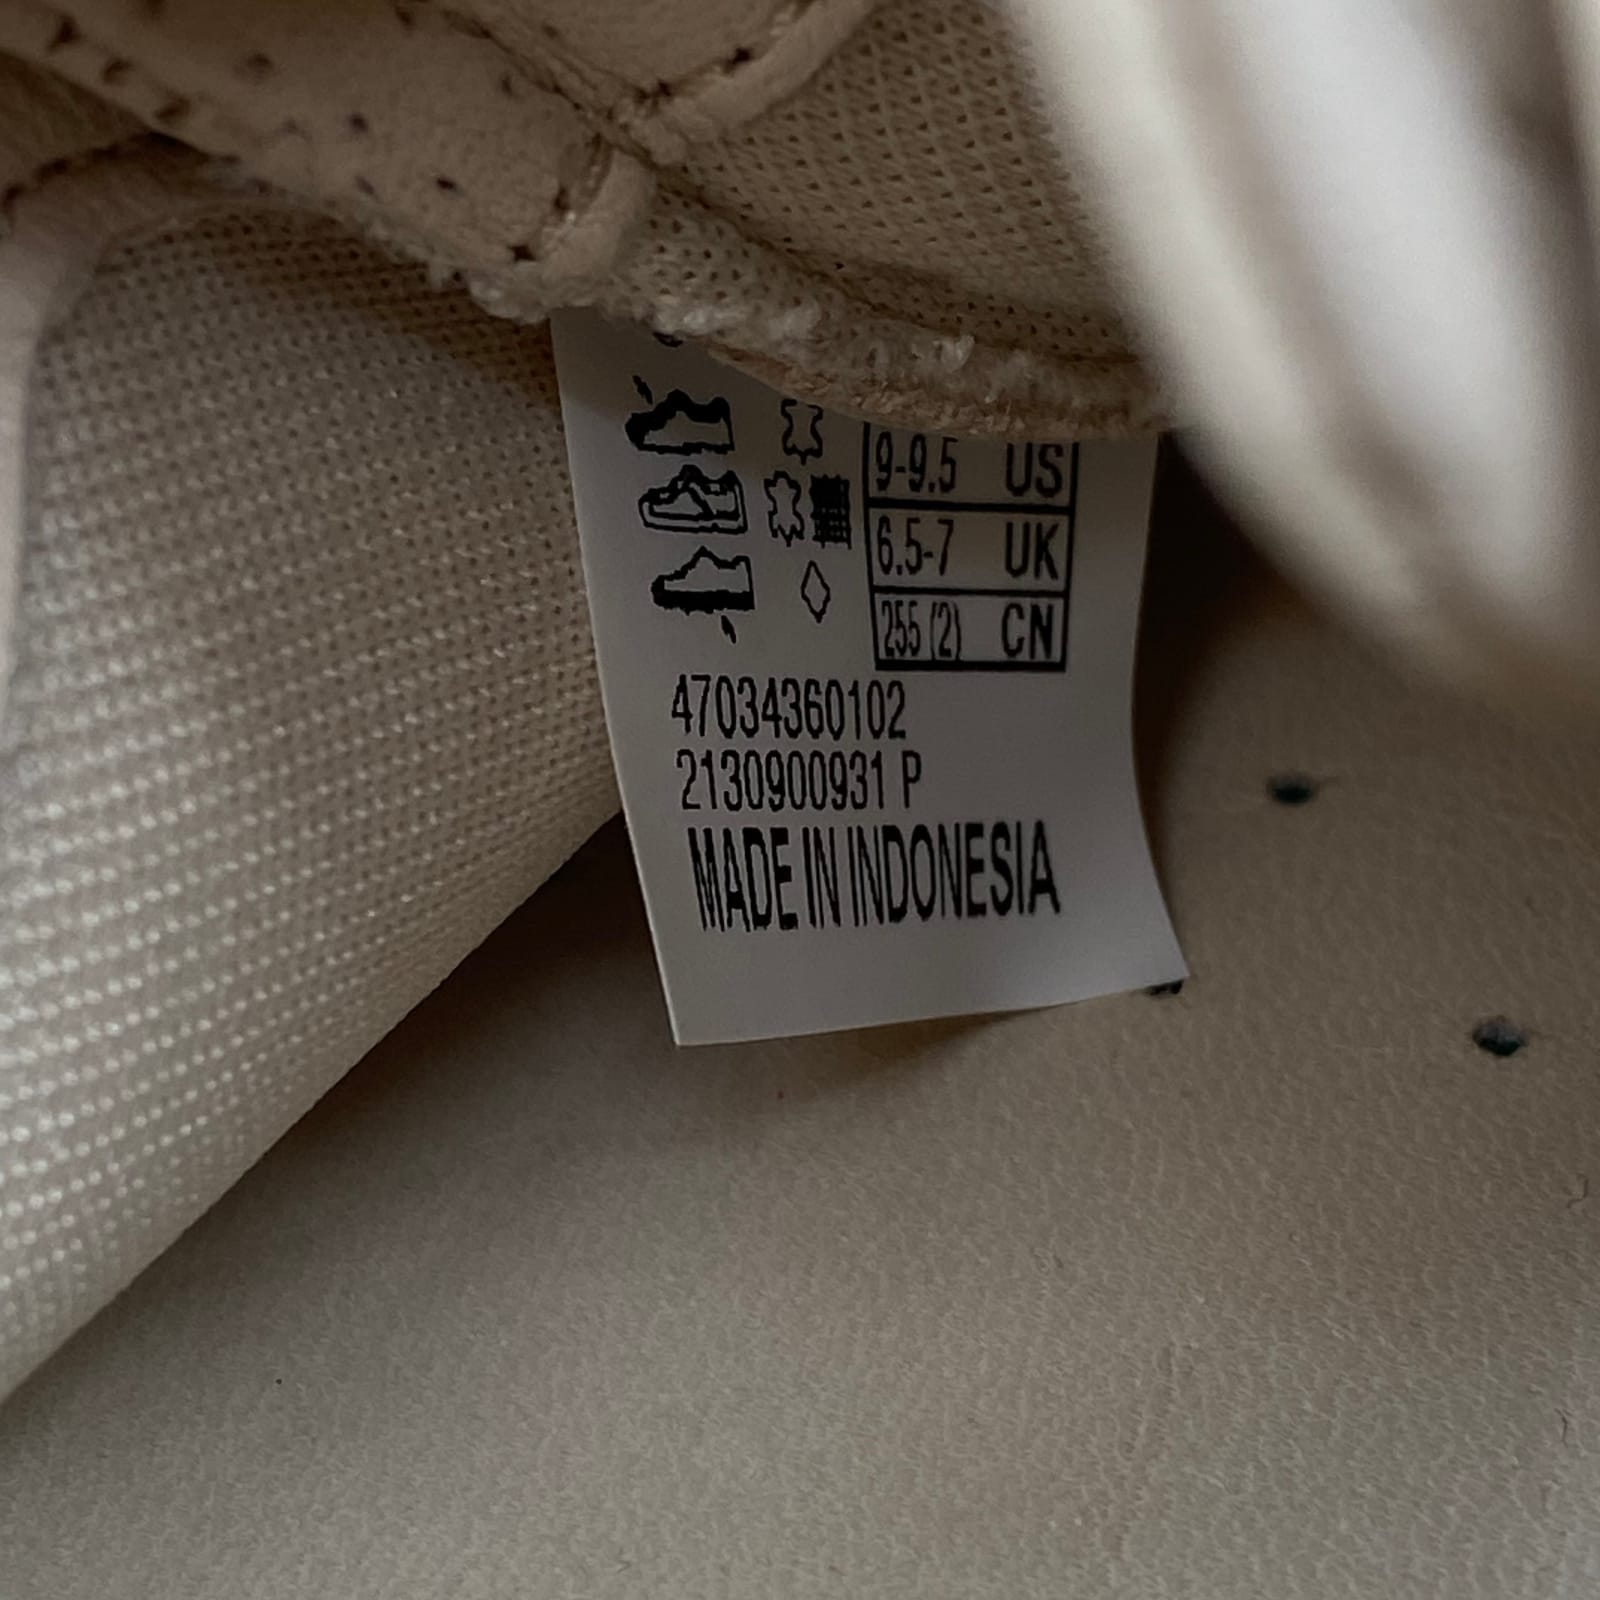 9-9.5 US
6.5-7 UK
255 (2) CN
47034360102
2130900931 P
MADE IN INDONESIA